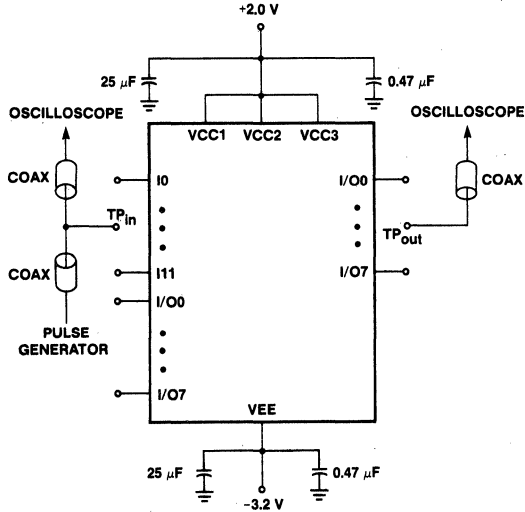 +2.0 V
25 μF
0.47 μF
OSCILLOSCOPE
OSCILLOSCOPE
VCC1 VCC2 VCC3
COAX
I0
I/O0
COAX
TPin
TPout
COAX
I11
I/O7
I/O0
PULSE
GENERATOR
I/O7
VEE
25 μF
0.47 μF
−3.2 V